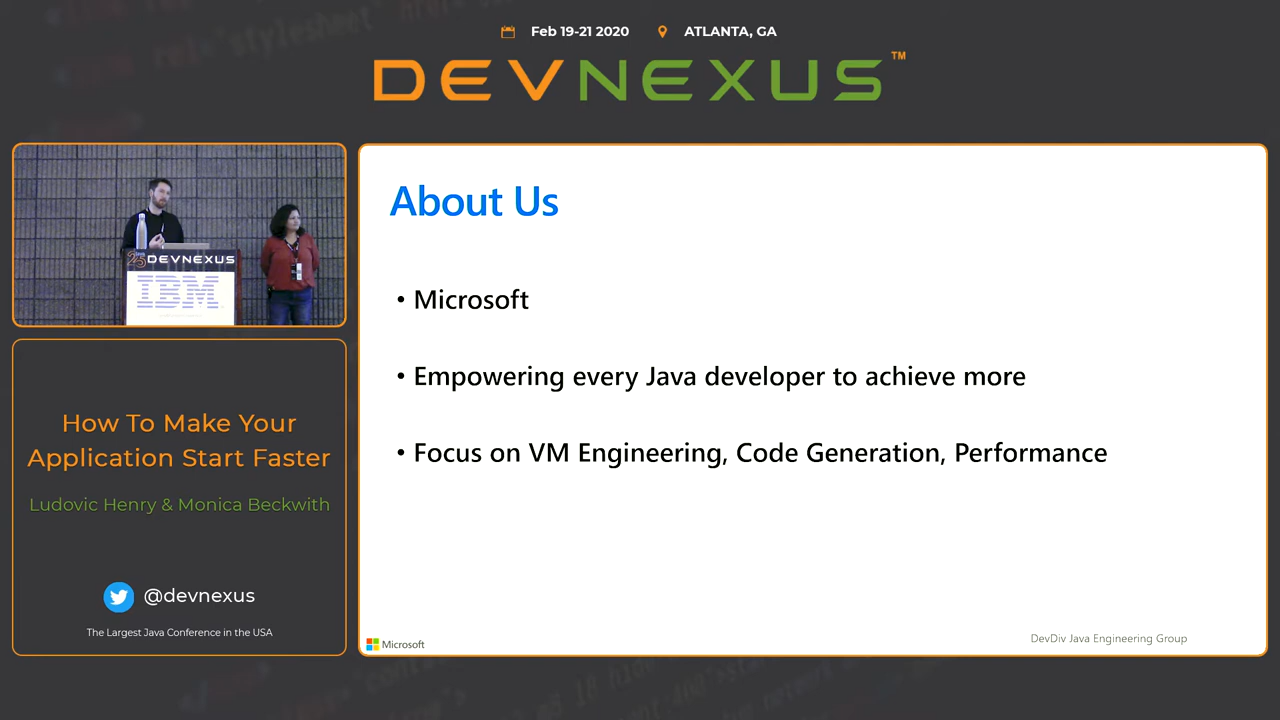 Feb 19-21 2020
ATLANTA, GA
DEVNEXUS™
25 DEVNEXUS
IBM
About Us
• Microsoft
• Empowering every Java developer to achieve more
• Focus on VM Engineering, Code Generation, Performance
Microsoft
DevDiv Java Engineering Group
How To Make Your
Application Start Faster
Ludovic Henry & Monica Beckwith
@devnexus
The Largest Java Conference in the USA